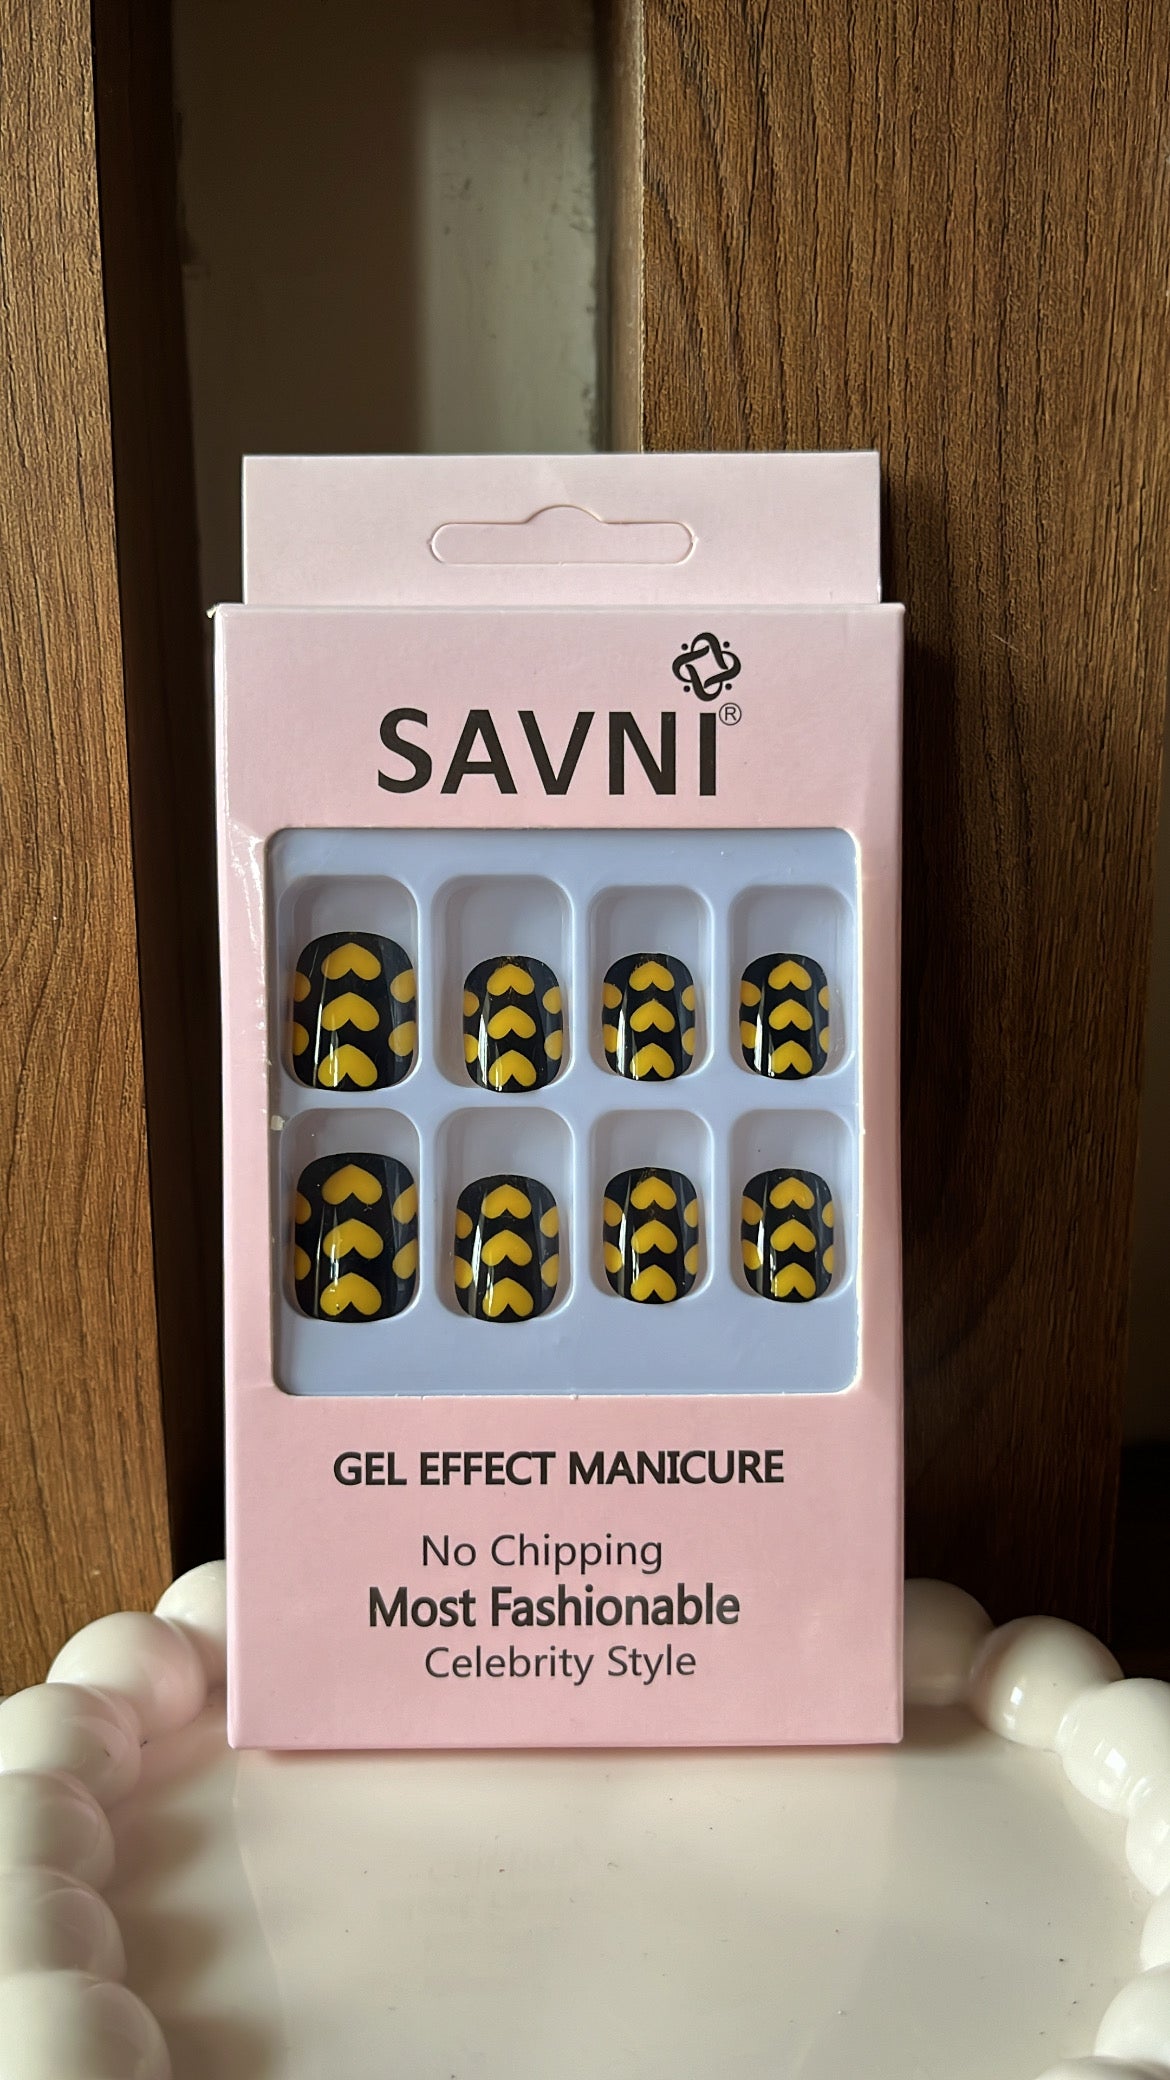 SAVNI®
GEL EFFECT MANICURE
No Chipping
Most Fashionable
Celebrity Style